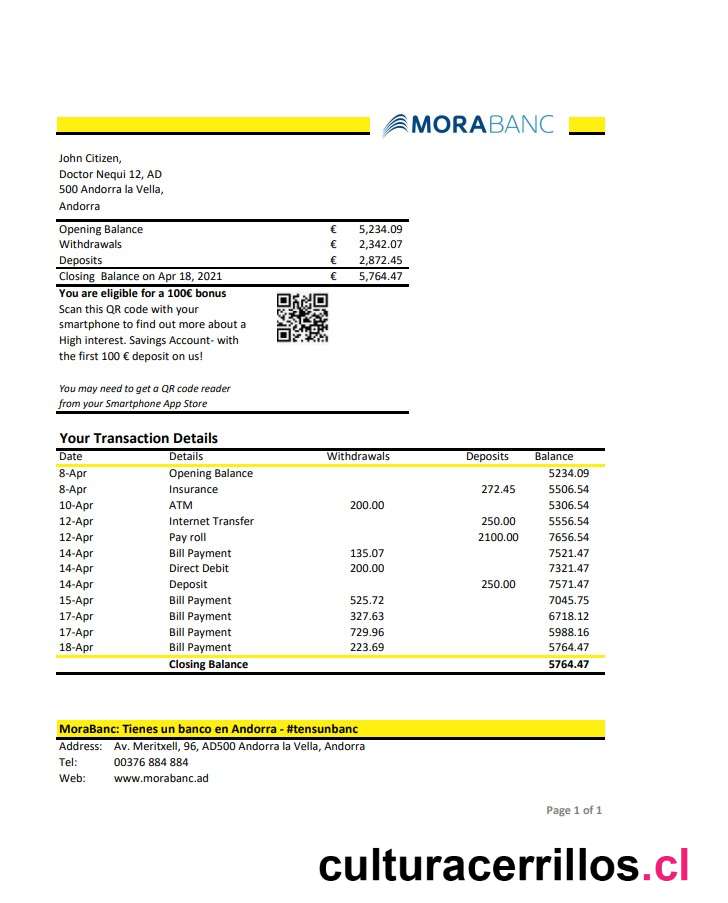 MORABANC
John Citizen,
Doctor Nequi 12, AD
500 Andorra la Vella,
Andorra
Opening Balance € 5,234.09
Withdrawals € 2,342.07
Deposits € 2,872.45
Closing Balance on Apr 18, 2021 € 5,764.47
You are eligible for a 100€ bonus
Scan this QR code with your
smartphone to find out more about a
High interest. Savings Account- with
the first 100 € deposit on us!
You may need to get a QR code reader
from your Smartphone App Store
Your Transaction Details
Date Details Withdrawals Deposits Balance
8-Apr Opening Balance 5234.09
8-Apr Insurance 272.45 5506.54
10-Apr ATM 200.00 5306.54
12-Apr Internet Transfer 250.00 5556.54
12-Apr Pay roll 2100.00 7656.54
14-Apr Bill Payment 135.07 7521.47
14-Apr Direct Debit 200.00 7321.47
14-Apr Deposit 250.00 7571.47
15-Apr Bill Payment 525.72 7045.75
17-Apr Bill Payment 327.63 6718.12
17-Apr Bill Payment 729.96 5988.16
18-Apr Bill Payment 223.69 5764.47
Closing Balance 5764.47
MoraBanc: Tienes un banco en Andorra - #tensunbanc
Address: Av. Meritxell, 96, AD500 Andorra la Vella, Andorra
Tel: 00376 884 884
Web: www.morabanc.ad
Page 1 of 1
culturacerrillos.cl